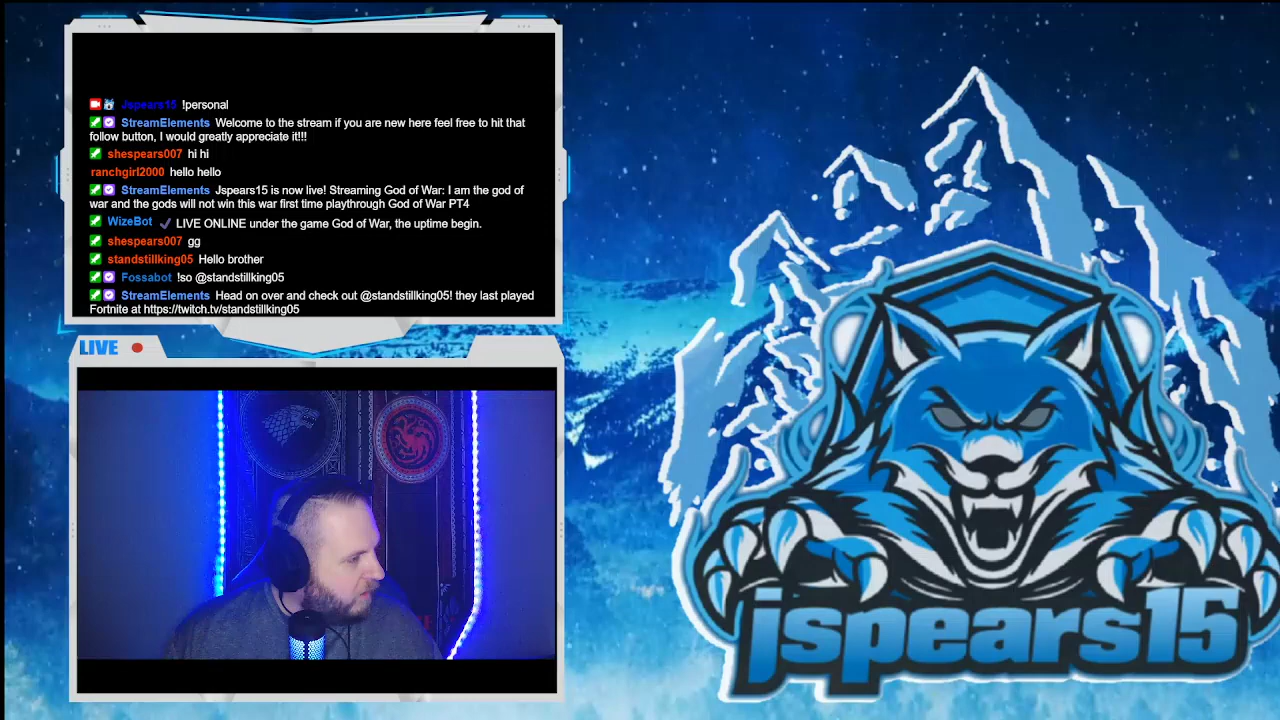 Jspears15 !personal
StreamElements Welcome to the stream if you are new here feel free to hit that
follow button, I would greatly appreciate it!!!
shespears007 hi hi
ranchgirl2000 hello hello
StreamElements Jspears15 is now live! Streaming God of War: I am the god of
war and the gods will not win this war first time playthrough God of War PT4
WizeBot LIVE ONLINE under the game God of War, the uptime begin.
shespears007 gg
standstillking05 Hello brother
Fossabot !so @standstillking05
StreamElements Head on over and check out @standstillking05! they last played
Fortnite at https://twitch.tv/standstillking05
LIVE
jspears15